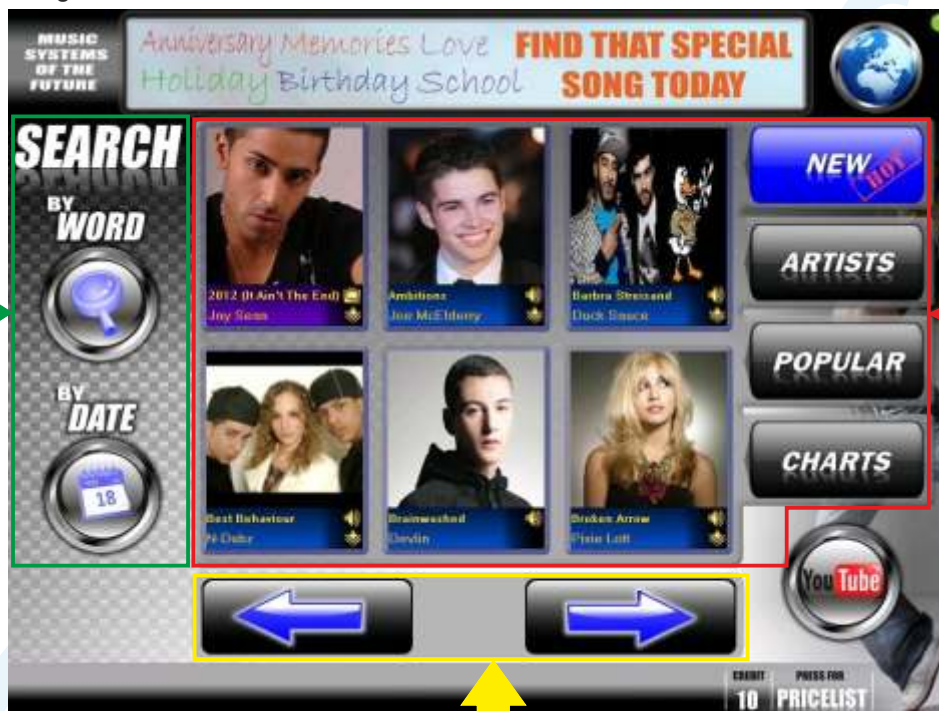 MUSIC
SYSTEMS
OF THE
FUTURE
Anniversary Memories Love
Holiday Birthday School
FIND THAT SPECIAL
SONG TODAY
SEARCH
BY
WORD
BY
DATE
18
2012 (It Ain't The End)
Jay Sean
Ambitions
Joe McElderry
Barbra Streisand
Duck Sauce
Best Behaviour
N-Dubz
Brainwashed
Devlin
Broken Arrow
Pixie Lott
NEW
HOT
ARTISTS
POPULAR
CHARTS
YouTube
CREDIT
10
PRESS FOR
PRICELIST